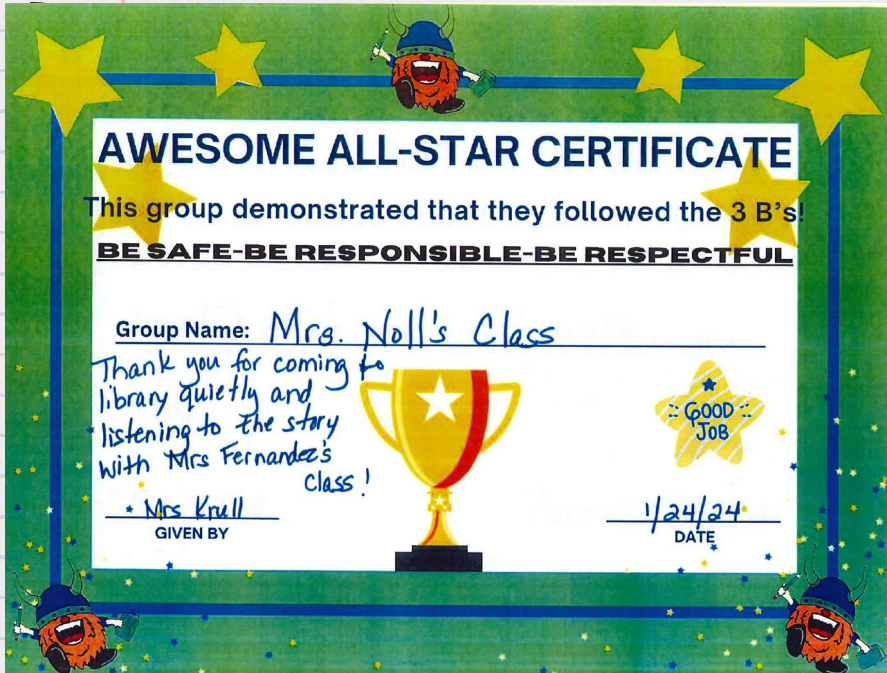 AWESOME ALL-STAR CERTIFICATE
This group demonstrated that they followed the 3 B's!
BE SAFE-BE RESPONSIBLE-BE RESPECTFUL
Group Name: Mrs. Noll's Class
Thank you for coming to
library quietly and
listening to the story
with Mrs Fernandez's
Class!
GOOD
JOB
Mrs Krull
GIVEN BY
1/24/24
DATE